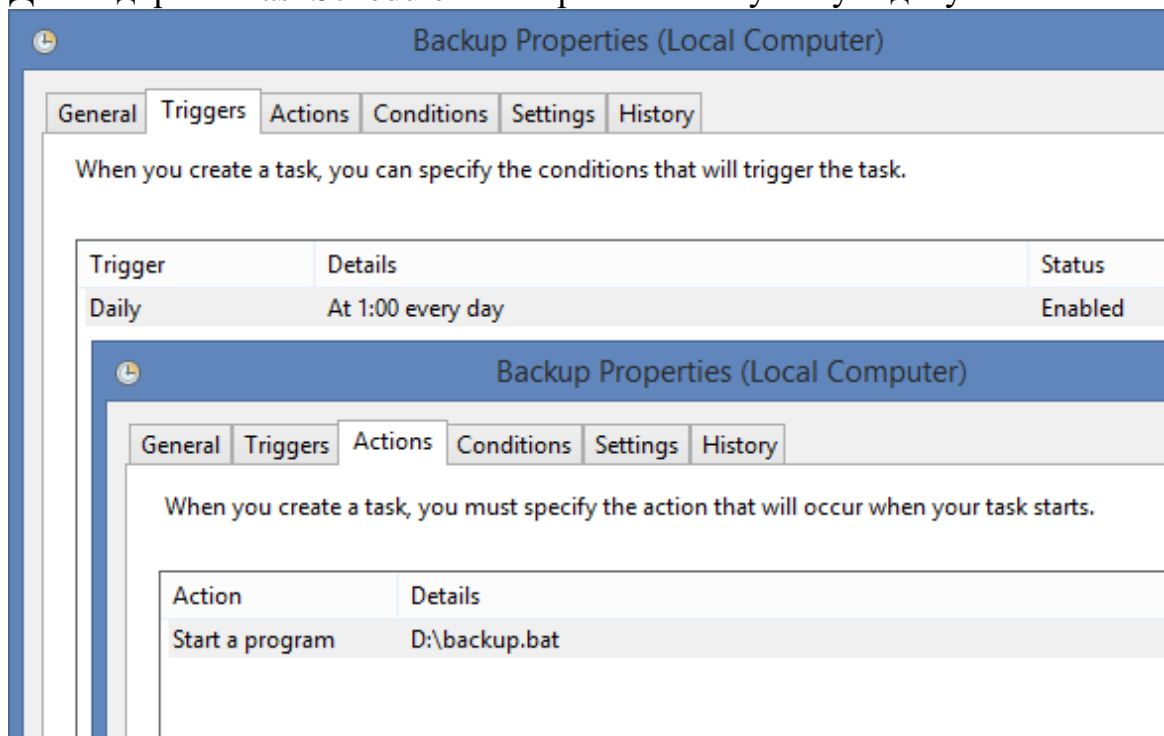 Backup Properties (Local Computer)
General Triggers Actions Conditions Settings History
When you create a task, you can specify the conditions that will trigger the task.
Trigger Details Status
Daily At 1:00 every day Enabled
Backup Properties (Local Computer)
General Triggers Actions Conditions Settings History
When you create a task, you must specify the action that will occur when your task starts.
Action Details
Start a program D:\backup.bat